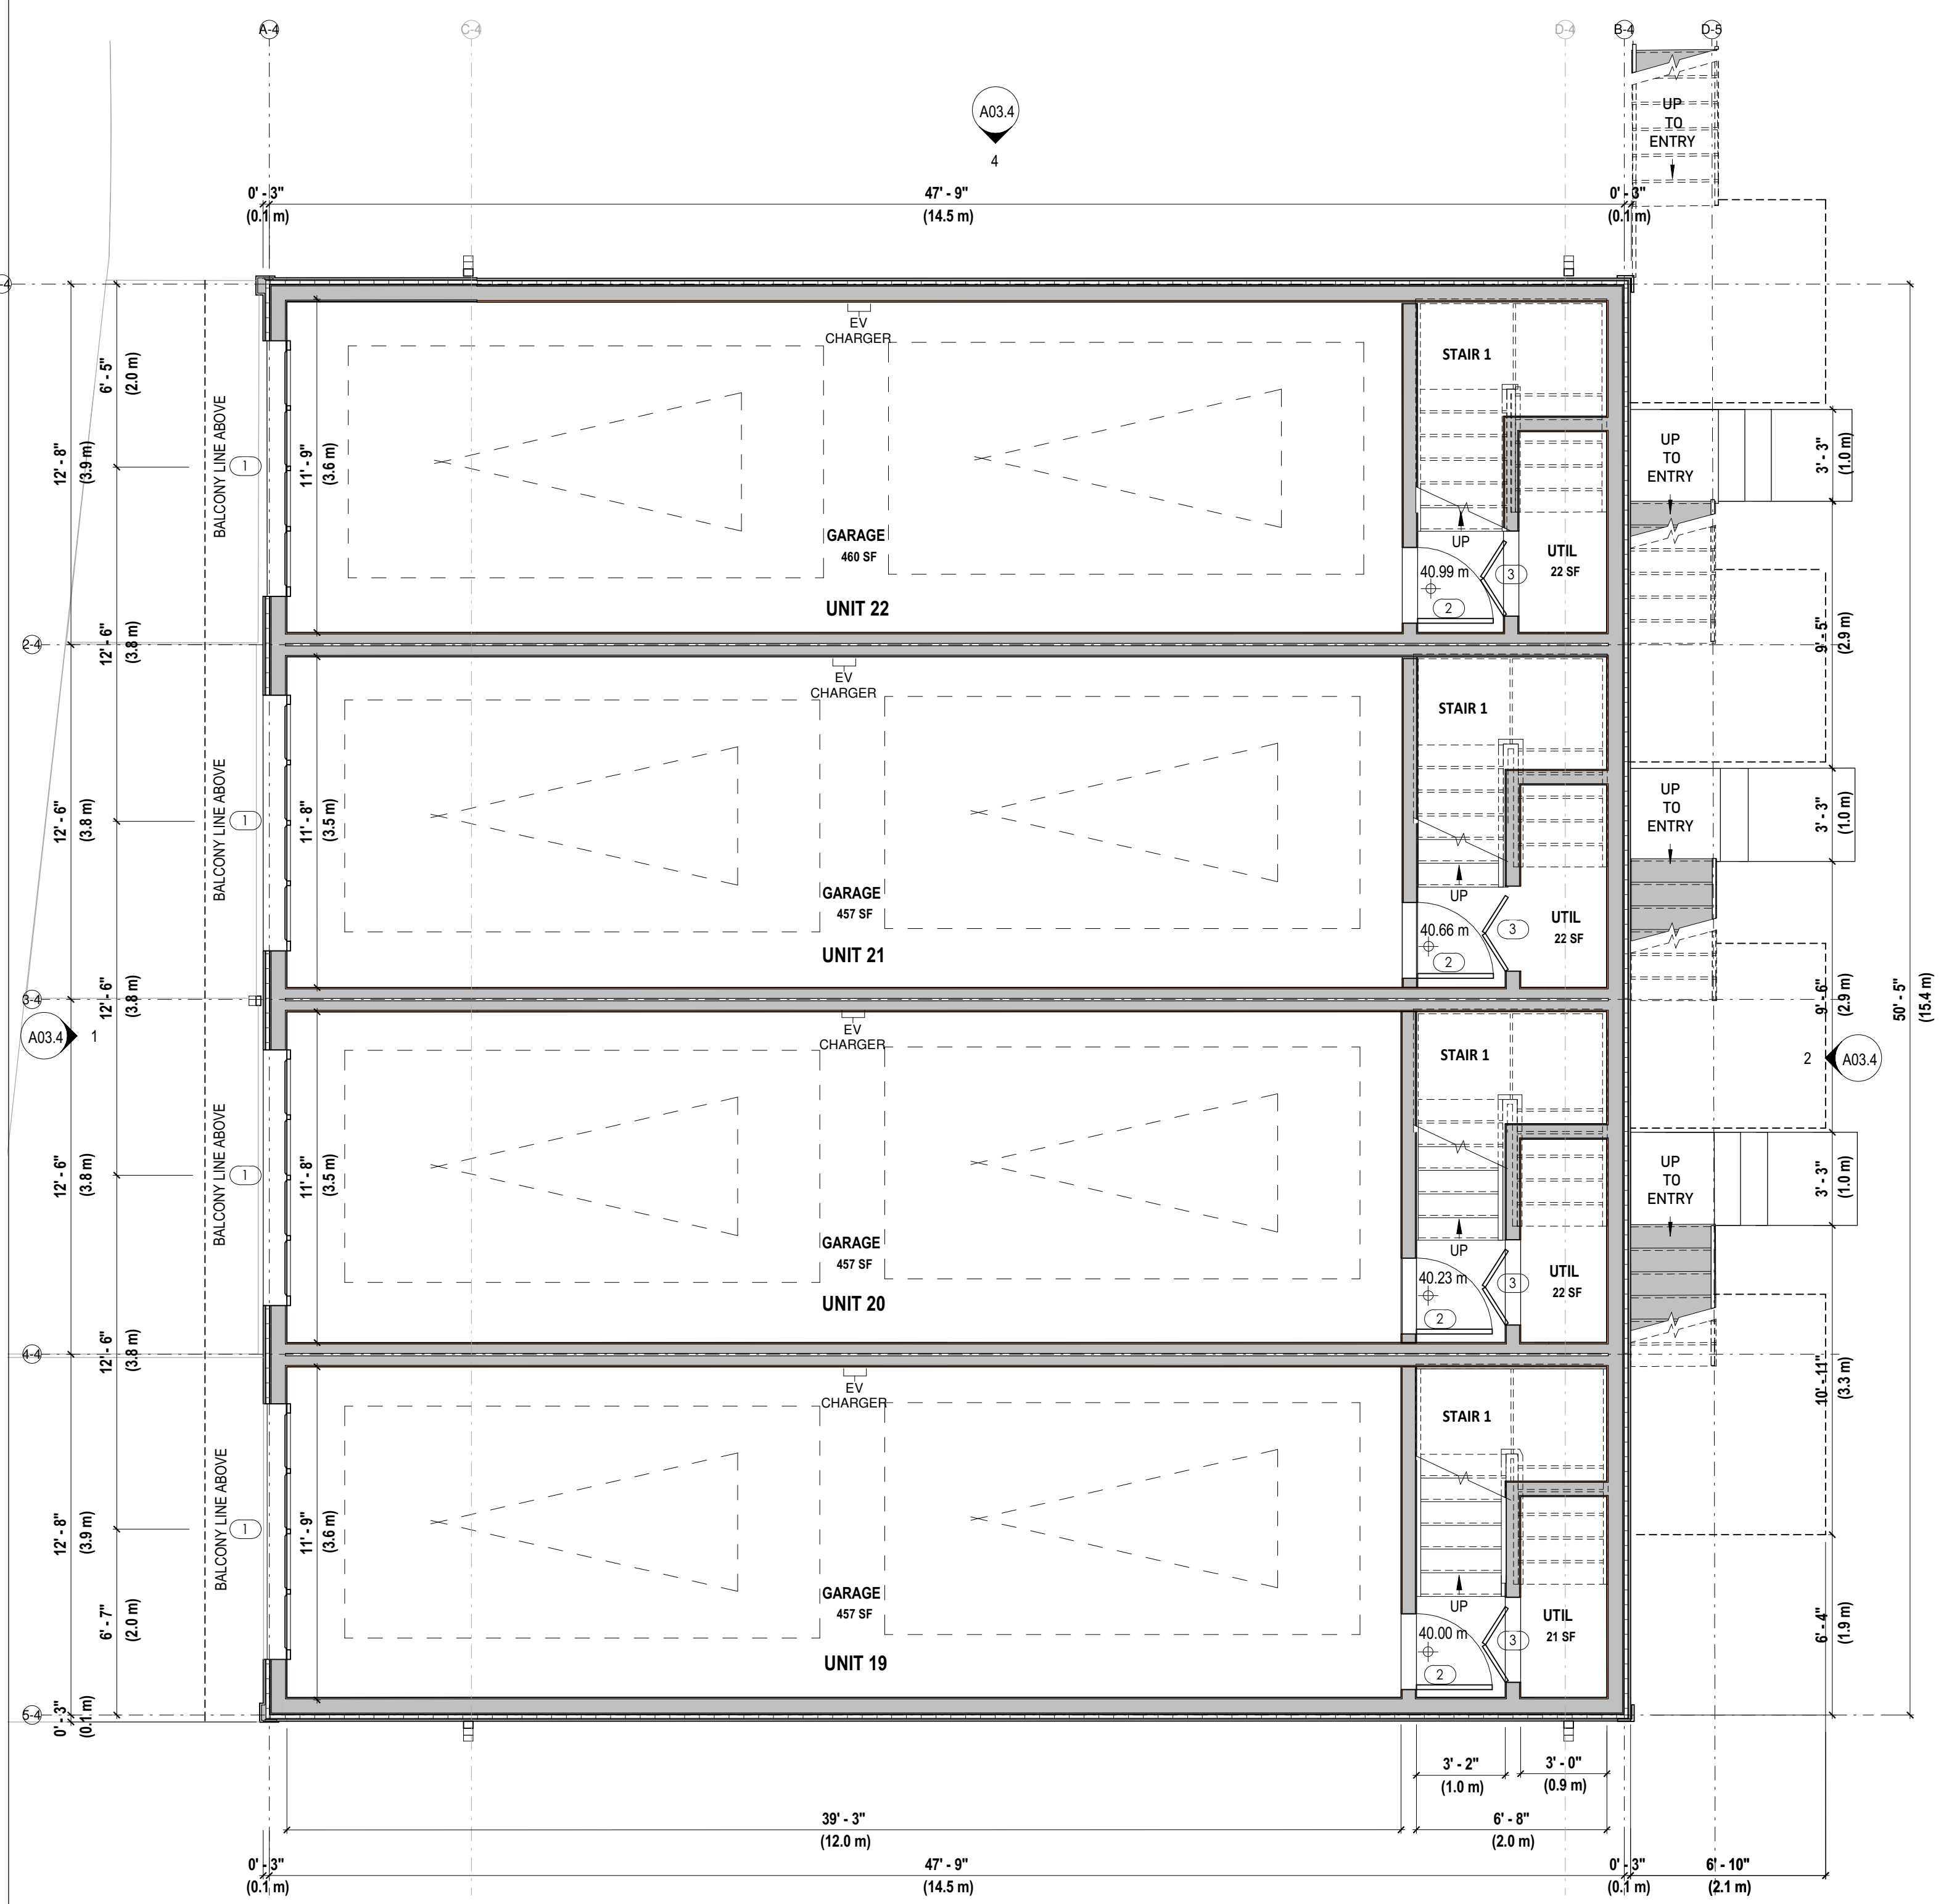 A-4
C-4
D-4
B-4
D-5
A03.4
4
UP
TO
ENTRY
0' - 3"
(0.1 m)
47' - 9"
(14.5 m)
0' - 3"
(0.1 m)
6' - 5"
(2.0 m)
12' - 8"
(3.9 m)
BALCONY LINE ABOVE
1
11' - 9"
(3.6 m)
EV
CHARGER
GARAGE
460 SF
UNIT 22
STAIR 1
UP
40.99 m
2
3
UTIL
22 SF
UP
TO
ENTRY
3' - 3"
(1.0 m)
2-4
12' - 6"
(3.8 m)
9' - 5"
(2.9 m)
12' - 6"
(3.8 m)
BALCONY LINE ABOVE
1
11' - 8"
(3.5 m)
EV
CHARGER
GARAGE
457 SF
UNIT 21
STAIR 1
UP
40.66 m
2
3
UTIL
22 SF
UP
TO
ENTRY
3' - 3"
(1.0 m)
3-4
12' - 6"
(3.8 m)
9' - 6"
(2.9 m)
50' - 5"
(15.4 m)
A03.4
1
2
A03.4
12' - 6"
(3.8 m)
BALCONY LINE ABOVE
1
11' - 8"
(3.5 m)
EV
CHARGER
GARAGE
457 SF
UNIT 20
STAIR 1
UP
40.23 m
2
3
UTIL
22 SF
UP
TO
ENTRY
3' - 3"
(1.0 m)
4-4
12' - 6"
(3.8 m)
10' - 11"
(3.3 m)
12' - 8"
(3.9 m)
6' - 7"
(2.0 m)
BALCONY LINE ABOVE
1
11' - 9"
(3.6 m)
EV
CHARGER
GARAGE
457 SF
UNIT 19
STAIR 1
UP
40.00 m
2
3
UTIL
21 SF
6' - 4"
(1.9 m)
5-4
0' - 3"
(0.1 m)
3' - 2"
(1.0 m)
3' - 0"
(0.9 m)
39' - 3"
(12.0 m)
6' - 8"
(2.0 m)
0' - 3"
(0.1 m)
47' - 9"
(14.5 m)
0' - 3"
(0.1 m)
6' - 10"
(2.1 m)